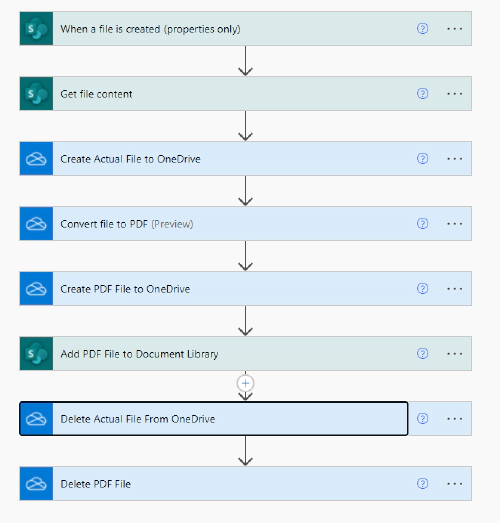 When a file is created (properties only)
Get file content
Create Actual File to OneDrive
Convert file to PDF (Preview)
Create PDF File to OneDrive
Add PDF File to Document Library
Delete Actual File From OneDrive
Delete PDF File